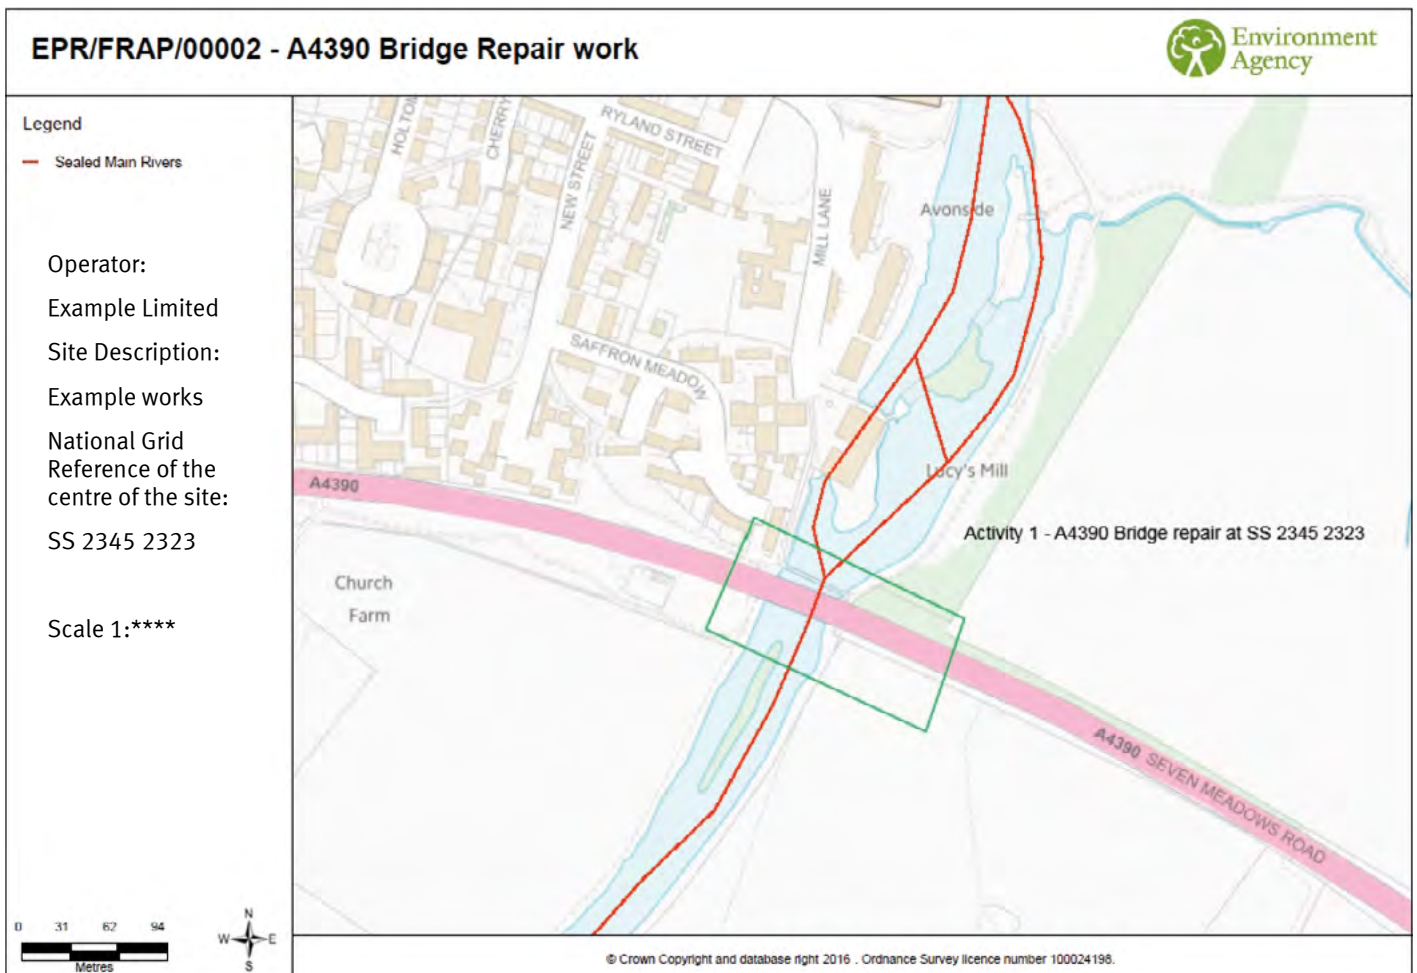 EPR/FRAP/00002 - A4390 Bridge Repair work
Environment
Agency
Legend
Sealed Main Rivers
Operator:
Example Limited
Site Description:
Example works
National Grid
Reference of the
centre of the site:
SS 2345 2323
Scale 1:****
0 31 62 94
Metres
N
W E
S
HOLTOM
CHERRY
NEW STREET
RYLAND STREET
MILL LANE
Avonside
SAFFRON MEADOW
Lucy's Mill
A4390
Activity 1 - A4390 Bridge repair at SS 2345 2323
Church
Farm
A4390 SEVEN MEADOWS ROAD
© Crown Copyright and database right 2016 . Ordnance Survey licence number 100024198.